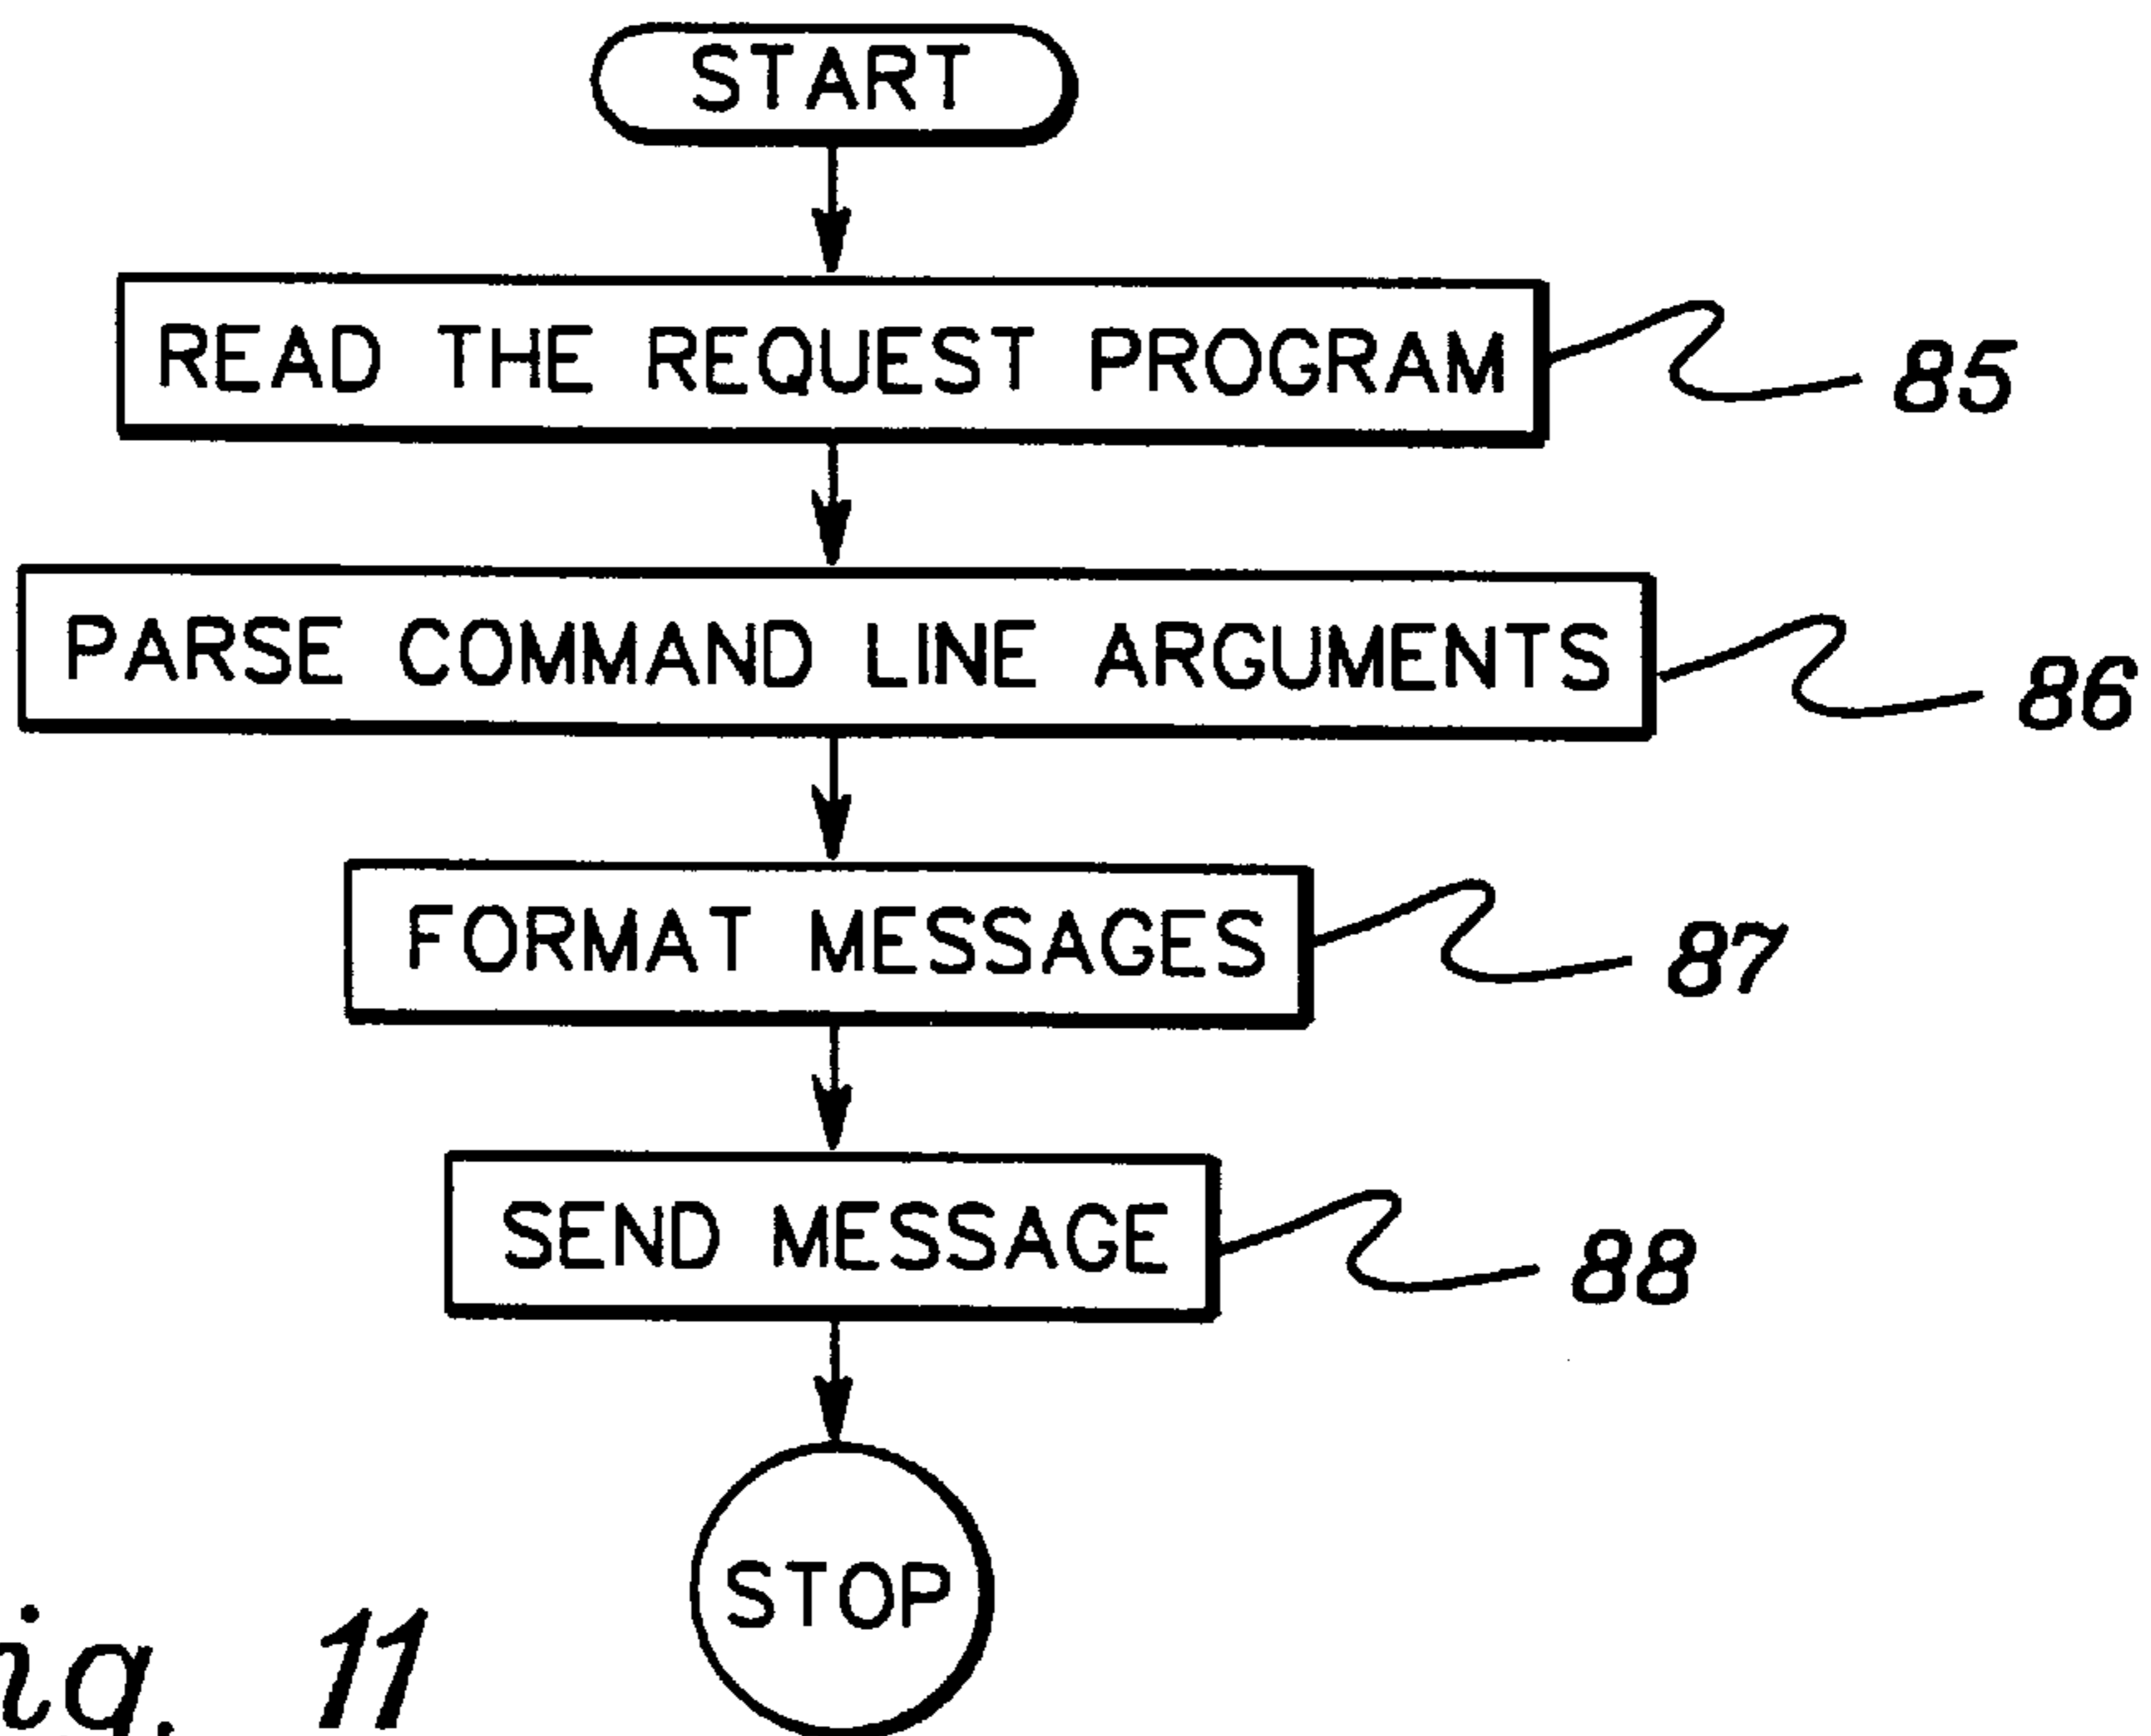 START
READ THE REQUEST PROGRAM
85
PARSE COMMAND LINE ARGUMENTS
86
FORMAT MESSAGES
87
SEND MESSAGE
88
STOP
ig. 11